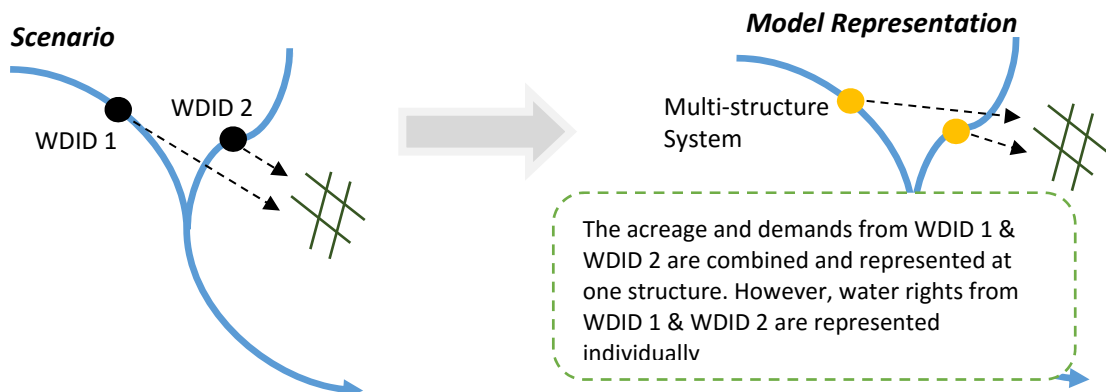 Scenario
Model Representation
WDID 1
WDID 2
Multi-structure
System
The acreage and demands from WDID 1 &
WDID 2 are combined and represented at
one structure. However, water rights from
WDID 1 & WDID 2 are represented
individually